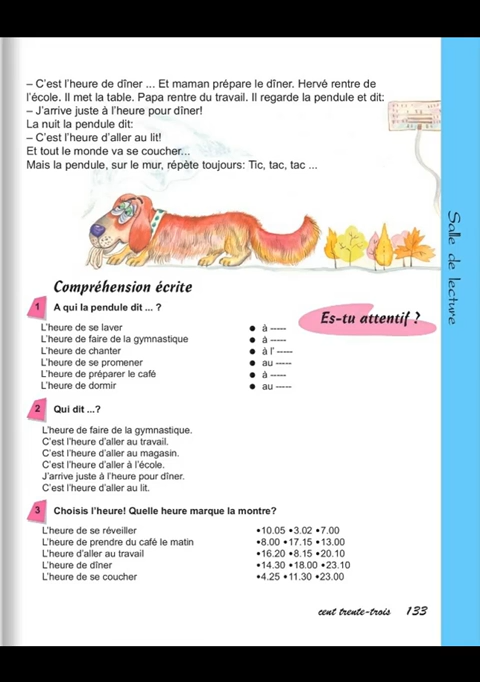 – C'est l'heure de dîner ... Et maman prépare le dîner. Hervé rentre de
l'école. Il met la table. Papa rentre du travail. Il regarde la pendule et dit:
– J'arrive juste à l'heure pour dîner!
La nuit la pendule dit:
– C'est l'heure d'aller au lit!
Et tout le monde va se coucher...
Mais la pendule, sur le mur, répète toujours: Tic, tac, tac ...
Salle de lecture
Compréhension écrite
1 A qui la pendule dit ... ?
Es-tu attentif ?
L'heure de se laver ● à -----
L'heure de faire de la gymnastique ● à -----
L'heure de chanter ● à l' -----
L'heure de se promener ● au -----
L'heure de préparer le café ● à -----
L'heure de dormir ● au -----
2 Qui dit ...?
L'heure de faire de la gymnastique.
C'est l'heure d'aller au travail.
C'est l'heure d'aller au magasin.
C'est l'heure d'aller à l'école.
J'arrive juste à l'heure pour dîner.
C'est l'heure d'aller au lit.
3 Choisis l'heure! Quelle heure marque la montre?
L'heure de se réveiller •10.05 •3.02 •7.00
L'heure de prendre du café le matin •8.00 •17.15 •13.00
L'heure d'aller au travail •16.20 •8.15 •20.10
L'heure de dîner •14.30 •18.00 •23.10
L'heure de se coucher •4.25 •11.30 •23.00
cent trente-trois 133